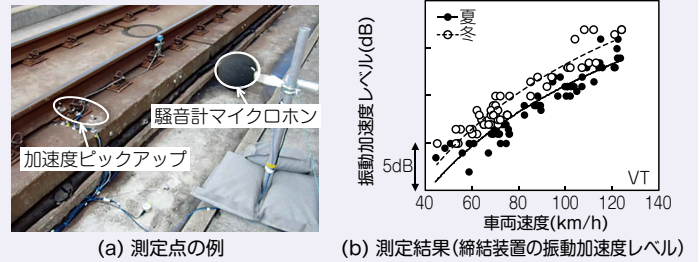 騒音計マイクロホン
加速度ピックアップ
(a) 測定点の例
振動加速度レベル(dB)
夏
冬
5dB
VT
40 60 80 100 120 140
車両速度(km/h)
(b) 測定結果(締結装置の振動加速度レベル)